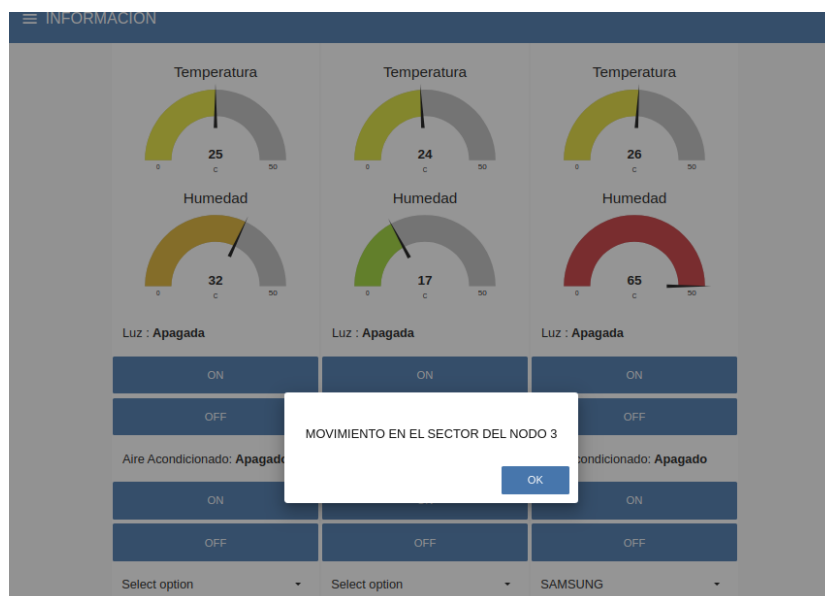 INFORMACIÓN
Temperatura Temperatura Temperatura
25 24 26
0 c 50 0 c 50 0 c 50
Humedad Humedad Humedad
32 17 65
0 c 50 0 c 50 0 c 50
Luz : Apagada Luz : Apagada Luz : Apagada
ON ON ON
OFF OFF
MOVIMIENTO EN EL SECTOR DEL NODO 3
Aire Acondicionado: Apagado condicionado: Apagado
OK
ON ON
OFF OFF OFF
Select option Select option SAMSUNG